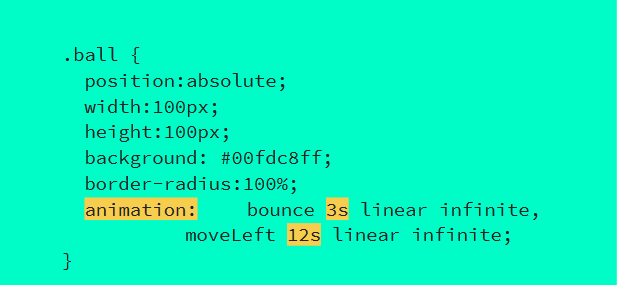 .ball {
position:absolute;
width:100px;
height:100px;
background: #00fdc8ff;
border-radius:100%;
animation: bounce 3s linear infinite,
moveLeft 12s linear infinite;
}